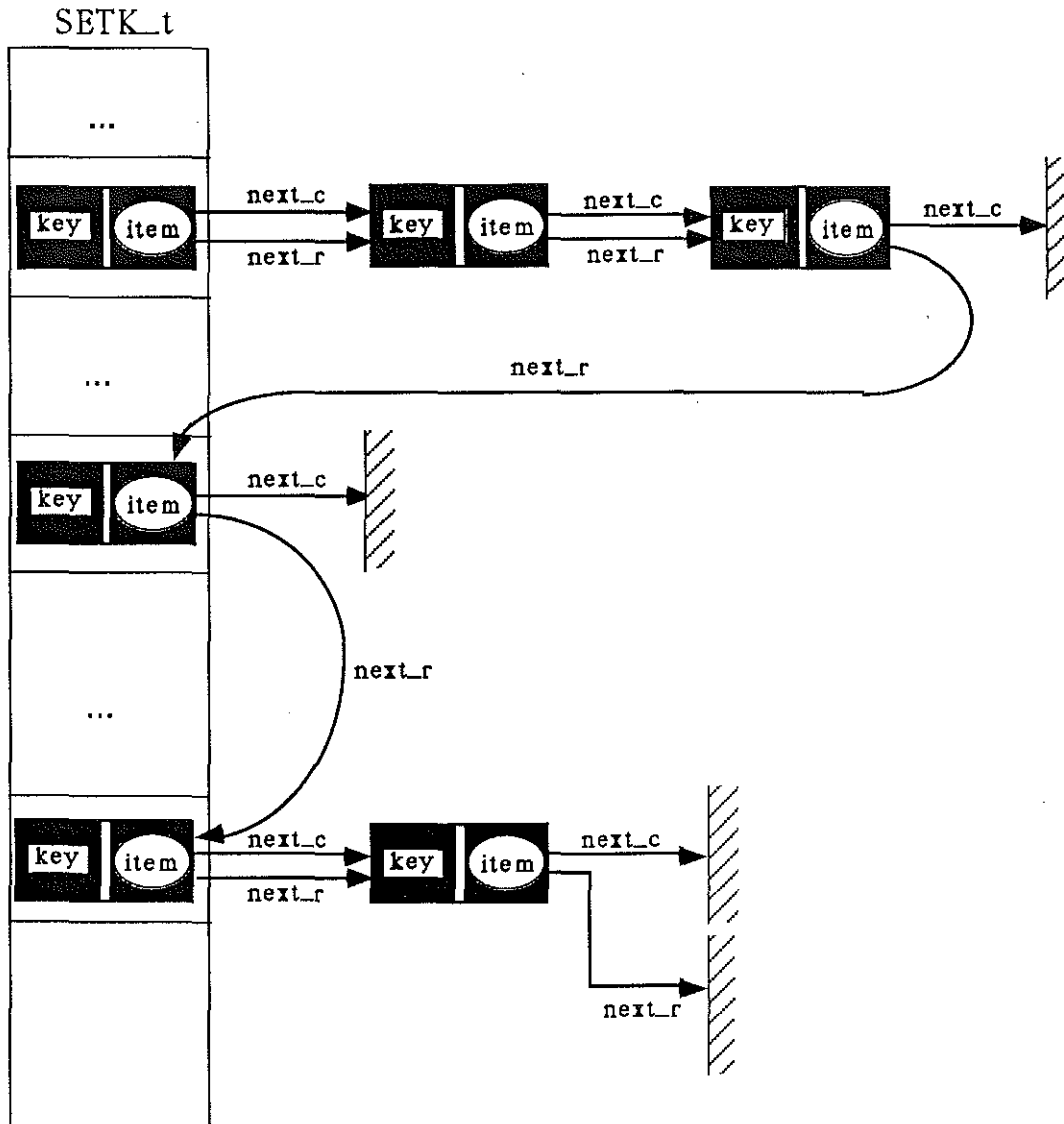 SETK_t
...
key item next_c key item next_c key item next_c
next_r next_r
next_r
...
key item next_c
next_r
...
key item next_c key item next_c
next_r
next_r